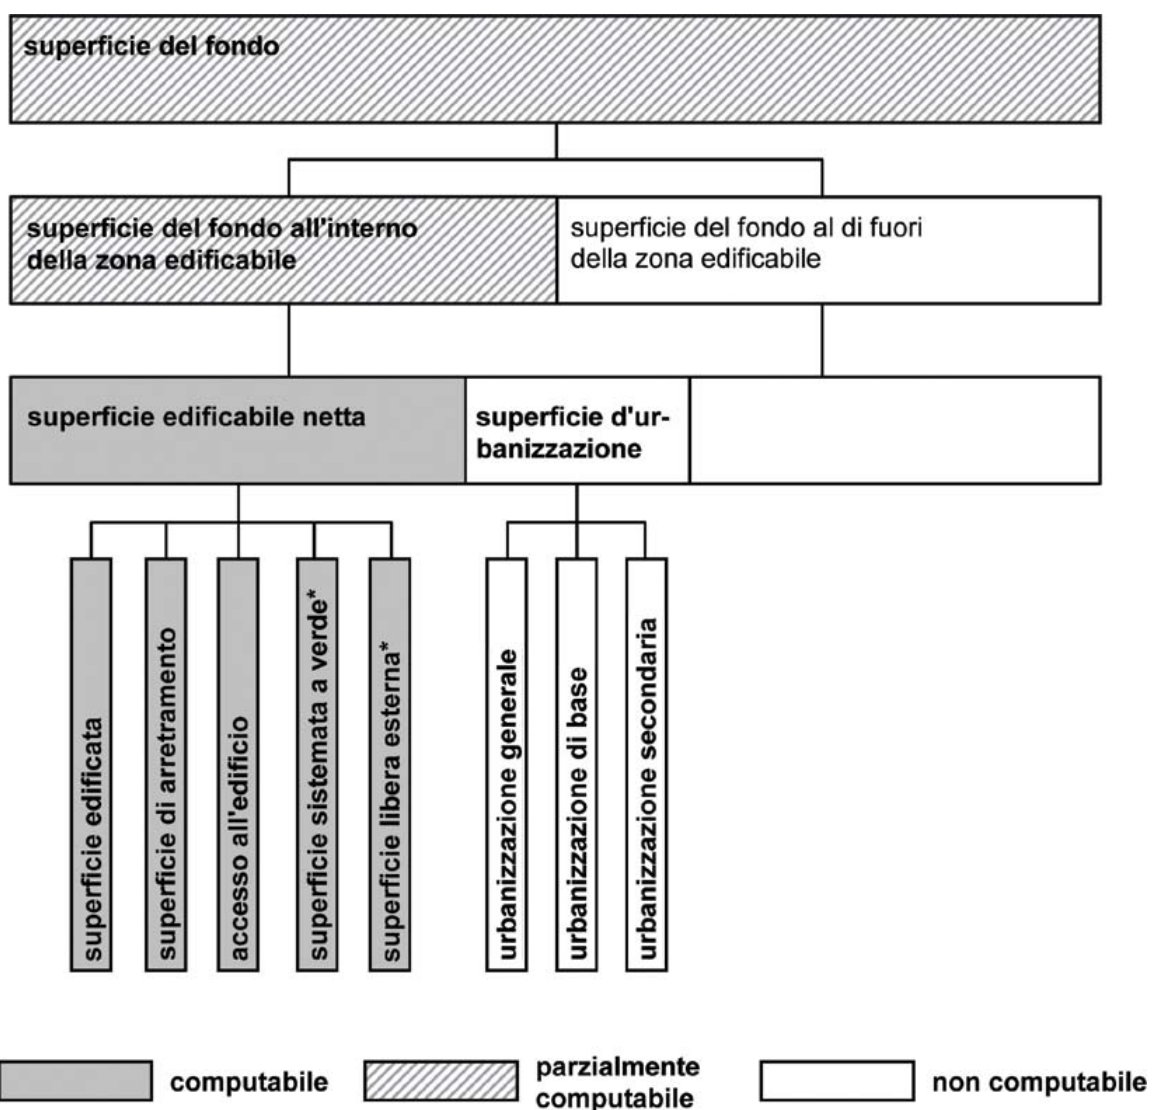 superficie del fondo
superficie del fondo all'interno
della zona edificabile
superficie del fondo al di fuori
della zona edificabile
superficie edificabile netta
superficie d'ur-
banizzazione
superficie edificata
superficie di arretramento
accesso all'edificio
superficie sistemata a verde*
superficie libera esterna*
urbanizzazione generale
urbanizzazione di base
urbanizzazione secondaria
computabile
parzialmente
computabile
non computabile